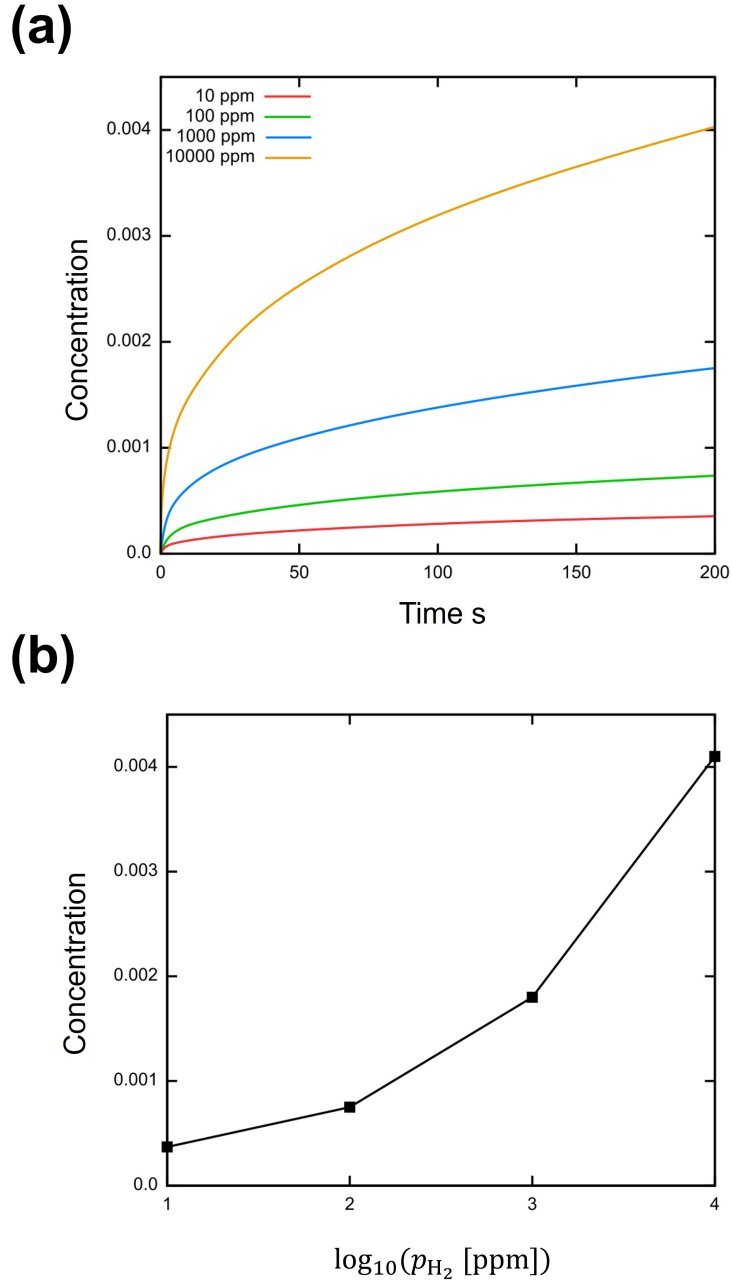 (a)
10 ppm
100 ppm
1000 ppm
10000 ppm
0.004
0.003
0.002
0.001
0.0
Concentration
0 50 100 150 200
Time s
(b)
0.004
0.003
0.002
0.001
0.0
Concentration
1 2 3 4
log₁₀(p_H₂ [ppm])